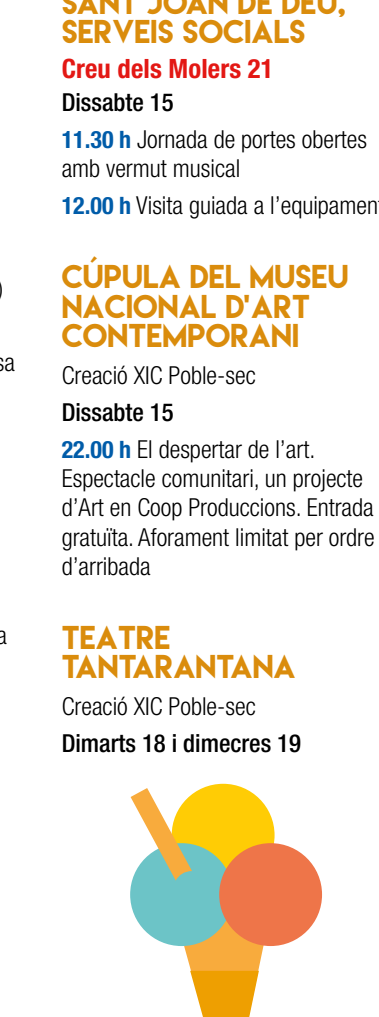 SANT JOAN DE DÉU,
SERVEIS SOCIALS
Creu dels Molers 21
Dissabte 15
11.30 h Jornada de portes obertes
amb vermut musical
12.00 h Visita guiada a l’equipament
)
sa
CÚPULA DEL MUSEU
NACIONAL D'ART
CONTEMPORANI
Creació XIC Poble-sec
Dissabte 15
22.00 h El despertar de l’art.
Espectacle comunitari, un projecte
d’Art en Coop Produccions. Entrada
gratuïta. Aforament limitat per ordre
d’arribada
a
TEATRE
TANTARANTANA
Creació XIC Poble-sec
Dimarts 18 i dimecres 19